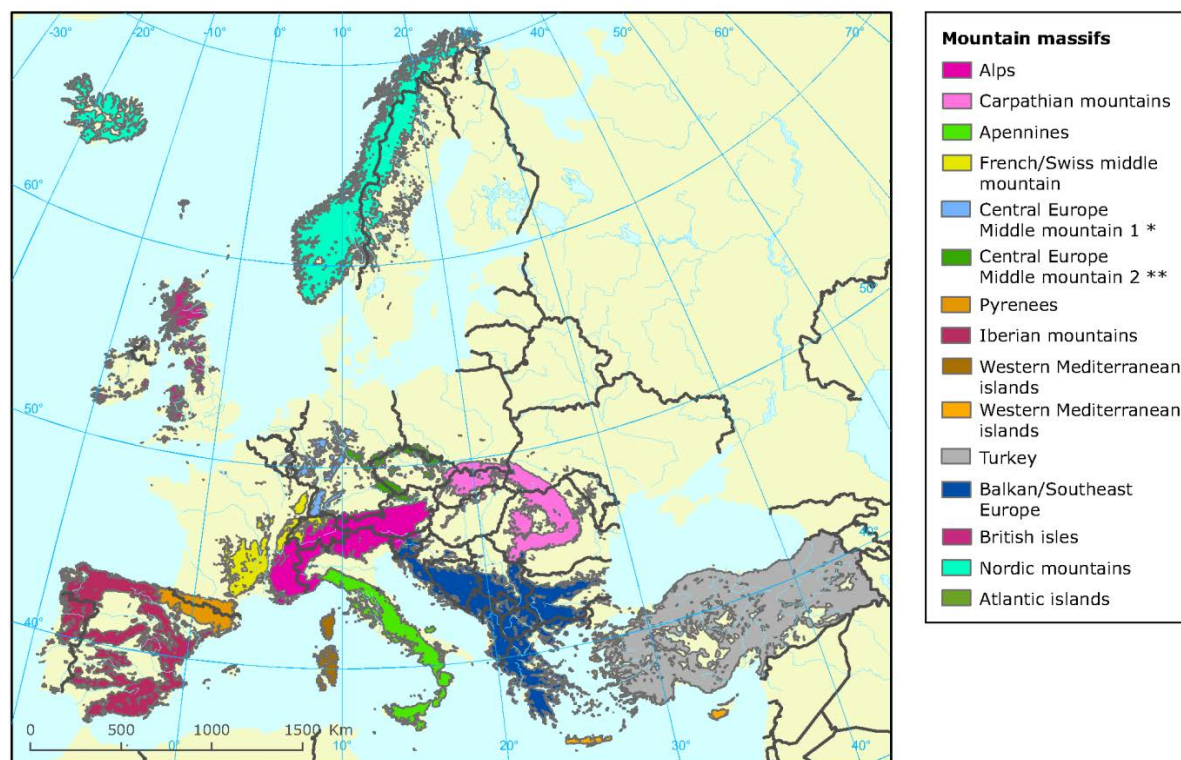 -30° -20° -10° 0° 10° 20° 30° 40° 50° 60° 70°
60°
50°
50°
40°
40°
0 500 1000 1500 Km
0° 10° 20° 30° 40°
Mountain massifs
Alps
Carpathian mountains
Apennines
French/Swiss middle
mountain
Central Europe
Middle mountain 1 *
Central Europe
Middle mountain 2 **
Pyrenees
Iberian mountains
Western Mediterranean
islands
Western Mediterranean
islands
Turkey
Balkan/Southeast
Europe
British isles
Nordic mountains
Atlantic islands